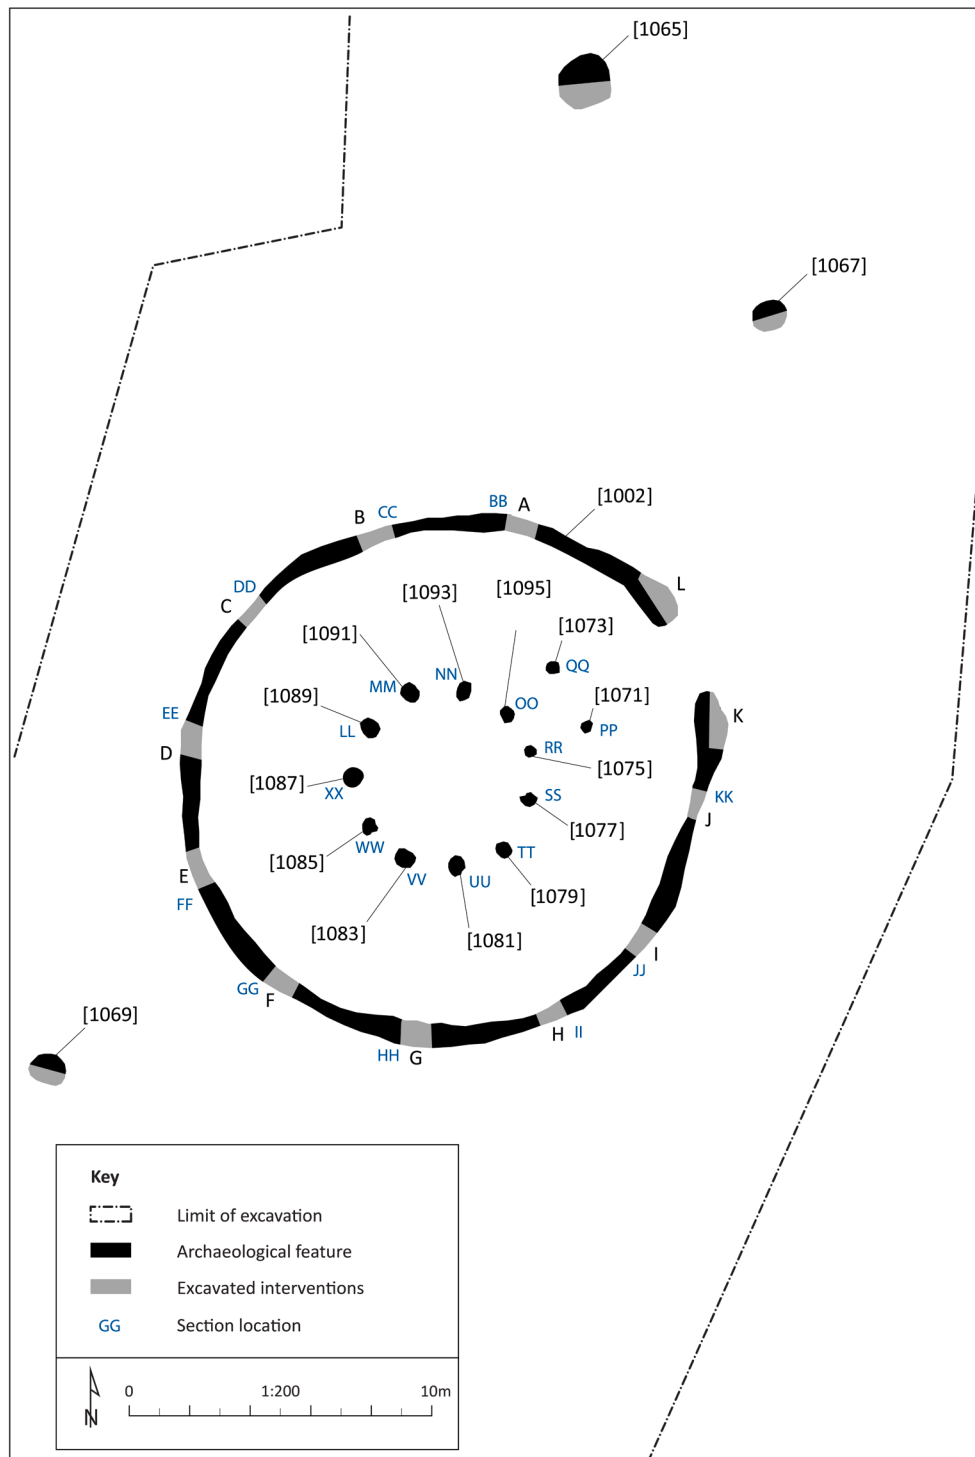 [1065]
[1067]
[1002]
BB A
B CC
L
DD
C
[1093]
[1095]
[1091]
[1073]
QQ
NN
MM
[1089]
OO
[1071]
PP
LL
EE
D
K
RR
[1075]
[1087]
XX
SS
KK
J
[1077]
WW
[1085]
TT
VV
UU
[1079]
E
FF
[1083]
[1081]
I
JJ
GG
F
[1069]
H II
HH G
Key
Limit of excavation
Archaeological feature
Excavated interventions
GG Section location
N
0 1:200 10m